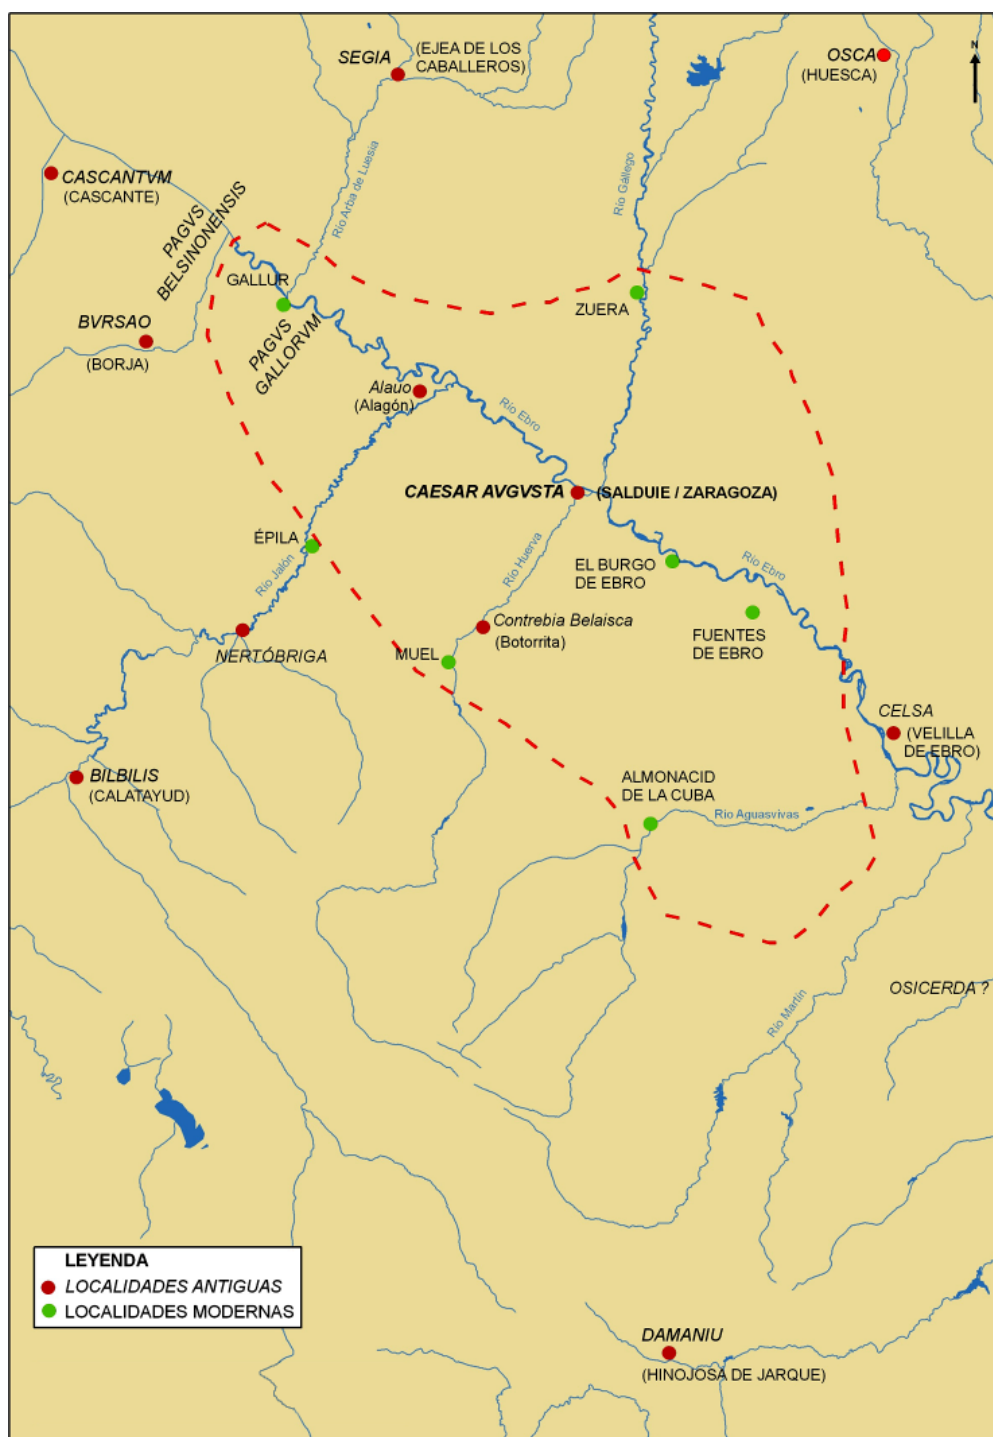 SEGIA
(EJEA DE LOS
CABALLEROS)
OSCA
(HUESCA)
N
CASCANTVM
(CASCANTE)
PAGVS
BELSINONENSIS
Río Arba de Luesia
Río Gállego
GALLUR
ZUERA
BVRSAO
(BORJA)
PAGVS
GALLORVM
Alauo
(Alagón)
Río Ebro
CAESAR AVGVSTA
(SALDUIE / ZARAGOZA)
ÉPILA
Río Jalón
Río Huerva
EL BURGO
DE EBRO
Río Ebro
Contrebia Belaisca
(Botorrita)
FUENTES
DE EBRO
NERTÓBRIGA
MUEL
CELSA
(VELILLA
DE EBRO)
BILBILIS
(CALATAYUD)
ALMONACID
DE LA CUBA
Río Aguasvivas
OSICERDA ?
Río Martín
LEYENDA
LOCALIDADES ANTIGUAS
LOCALIDADES MODERNAS
DAMANIU
(HINOJOSA DE JARQUE)